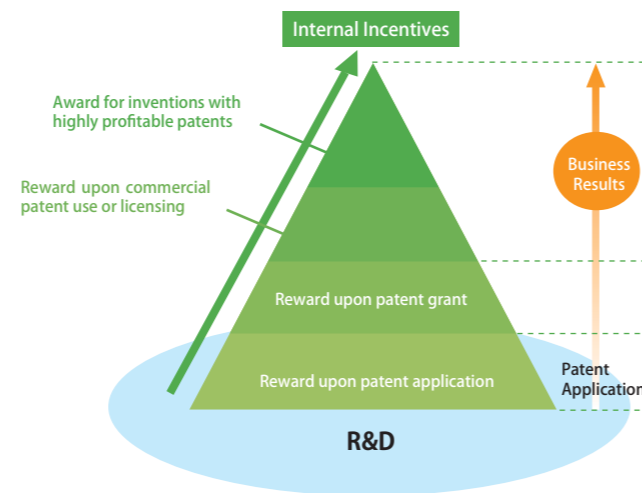 Internal Incentives
Award for inventions with
highly profitable patents
Reward upon commercial
patent use or licensing
Business
Results
Reward upon patent grant
Reward upon patent application
Patent
Application
R&D